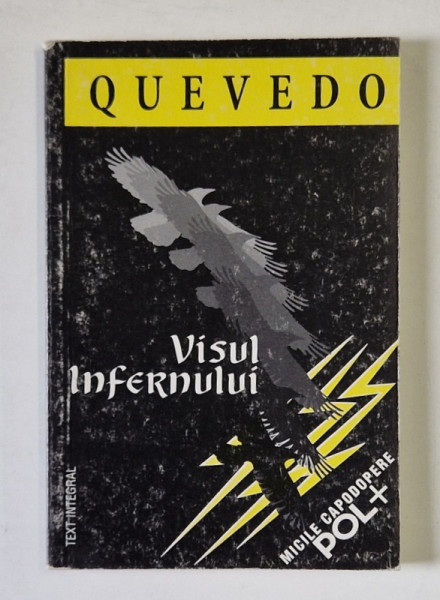 QUEVEDO
Visul
Infernului
TEXT INTEGRAL
MICILE CAPODOPERE
POL+